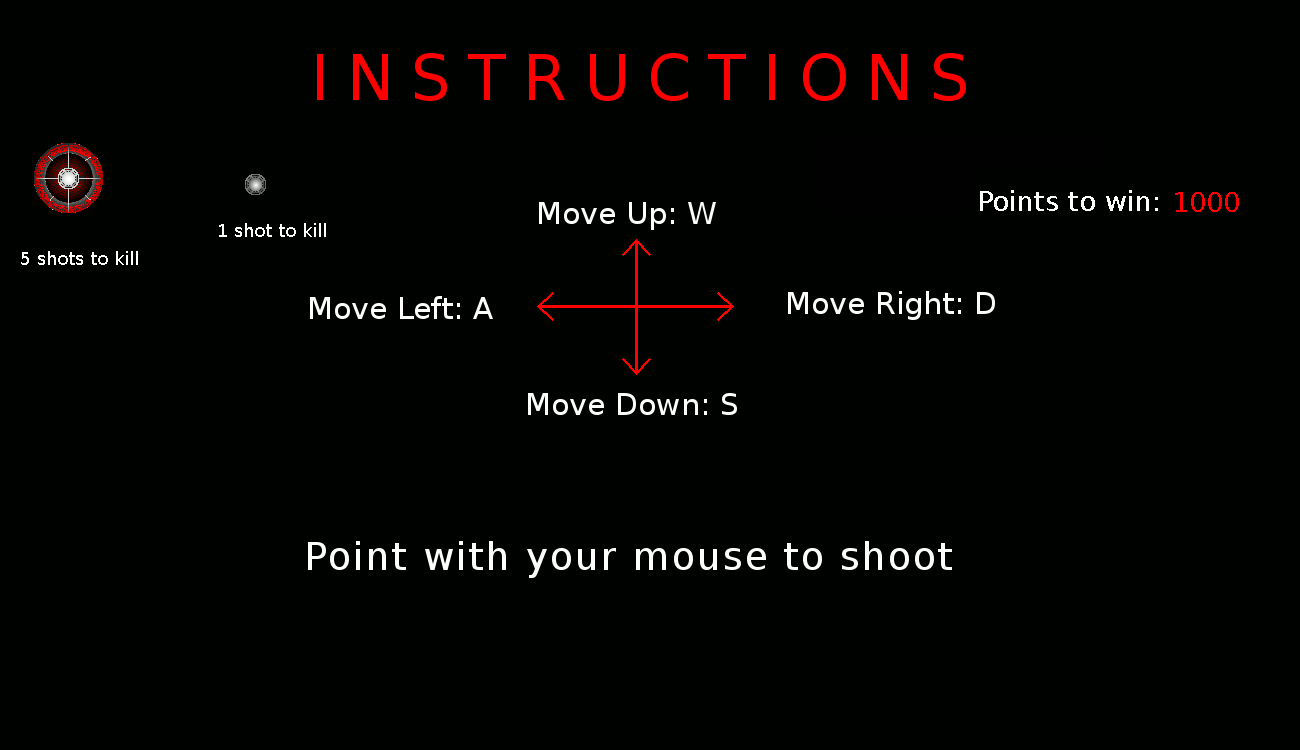 INSTRUCTIONS
Points to win: 1000
Move Up: W
1 shot to kill
5 shots to kill
Move Left: A
Move Right: D
Move Down: S
Point with your mouse to shoot